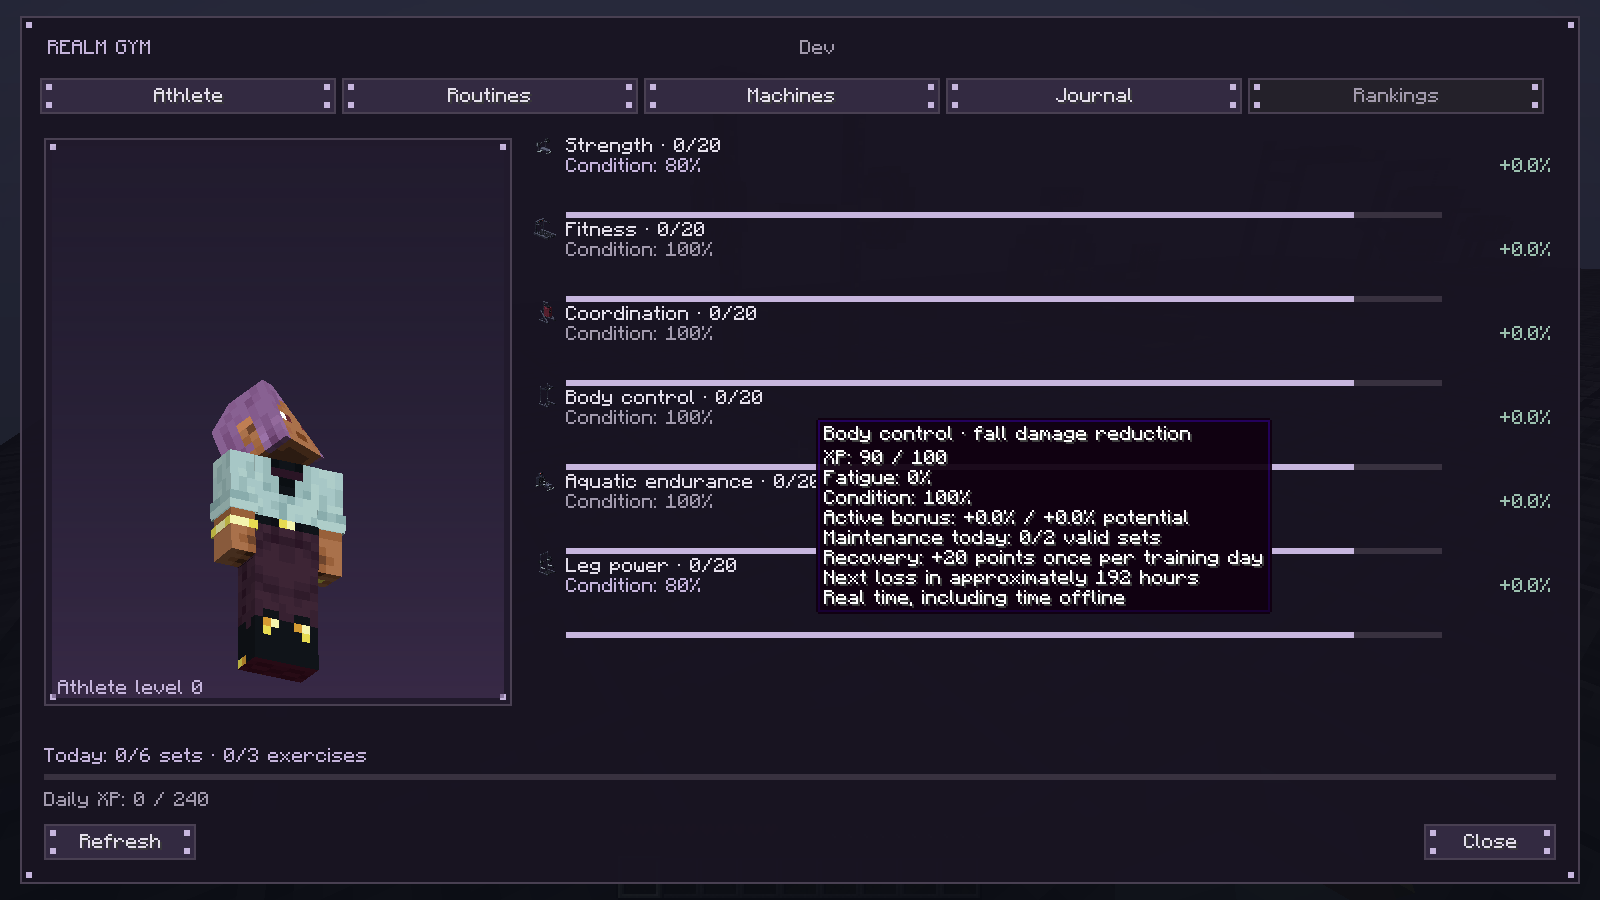 REALM GYM
Dev
Athlete
Routines
Machines
Journal
Rankings
Strength · 0/20
Condition: 80%
+0.0%
Fitness · 0/20
Condition: 100%
+0.0%
Coordination · 0/20
Condition: 100%
+0.0%
Body control · 0/20
Condition: 100%
+0.0%
Aquatic endurance · 0/20
Condition: 100%
+0.0%
Leg power · 0/20
Condition: 80%
+0.0%
Body control · fall damage reduction
XP: 90 / 100
Fatigue: 0%
Condition: 100%
Active bonus: +0.0% / +0.0% potential
Maintenance today: 0/2 valid sets
Recovery: +20 points once per training day
Next loss in approximately 192 hours
Real time, including time offline
Athlete level 0
Today: 0/6 sets · 0/3 exercises
Daily XP: 0 / 240
Refresh
Close